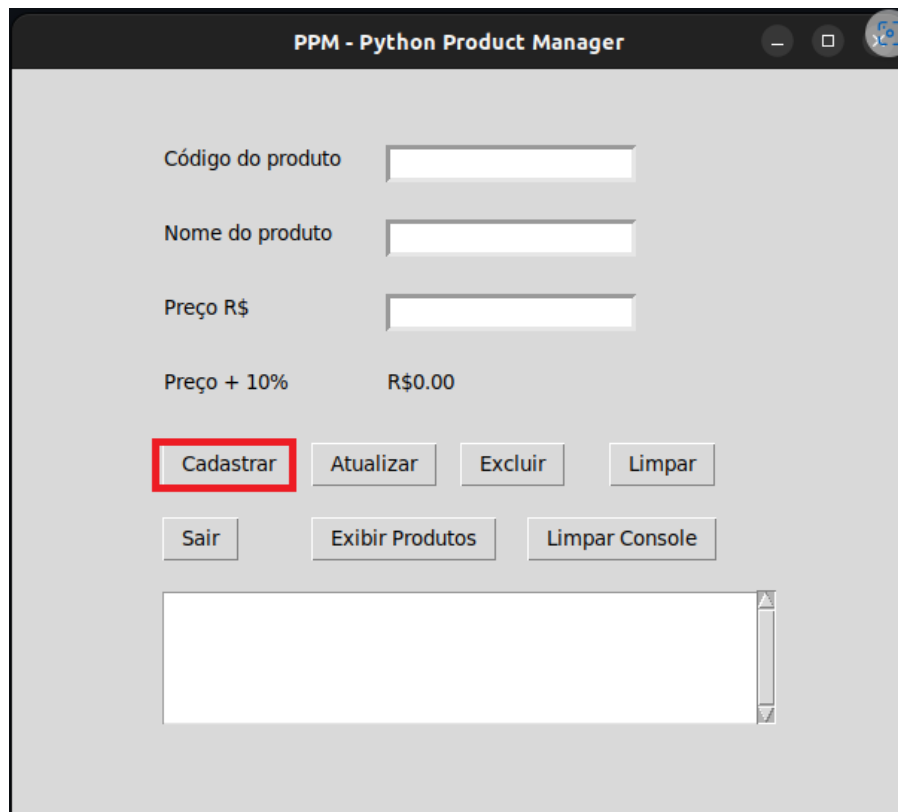 PPM - Python Product Manager
Código do produto
Nome do produto
Preço R$
Preço + 10% R$0.00
Cadastrar Atualizar Excluir Limpar
Sair Exibir Produtos Limpar Console